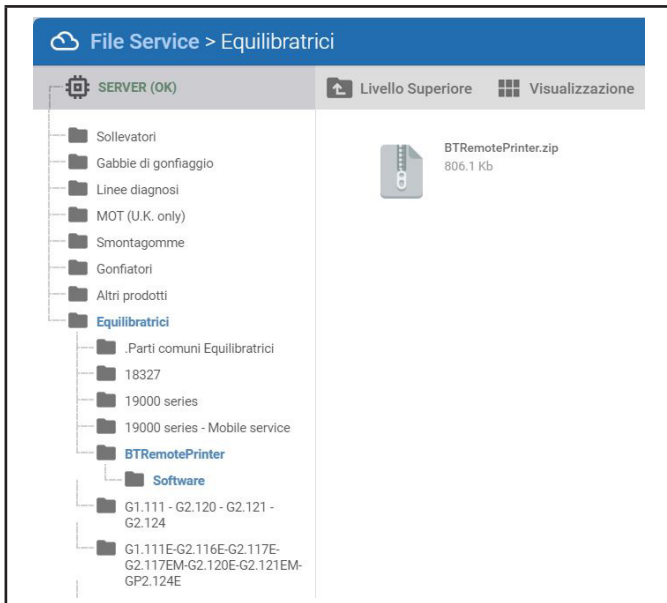 File Service > Equilibratrici
SERVER (OK)
Livello Superiore
Visualizzazione
Sollevatori
Gabbie di gonfiaggio
Linee diagnosi
MOT (U.K. only)
Smontagomme
Gonfiatori
Altri prodotti
Equilibratrici
.Parti comuni Equilibratrici
18327
19000 series
19000 series - Mobile service
BTRemotePrinter
Software
G1.111 - G2.120 - G2.121 -
G2.124
G1.111E-G2.116E-G2.117E-
G2.117EM-G2.120E-G2.121EM-
GP2.124E
BTRemotePrinter.zip
806.1 Kb